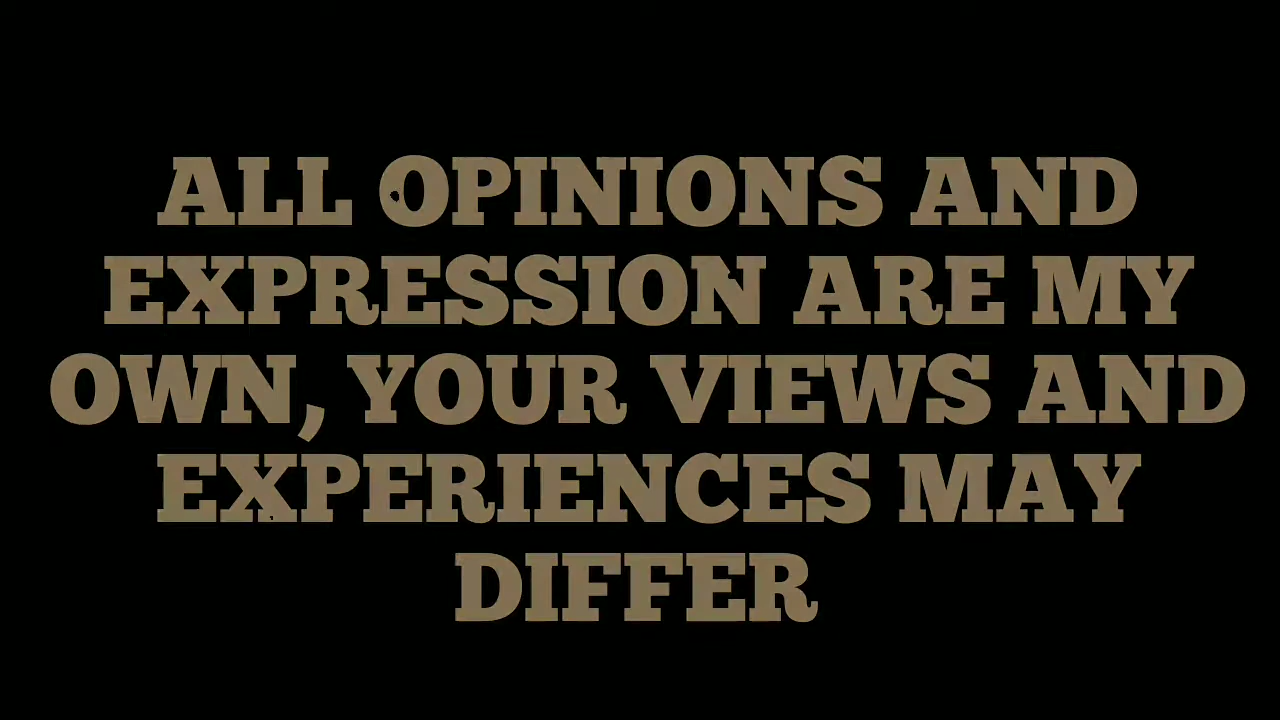 ALL OPINIONS AND
EXPRESSION ARE MY
OWN, YOUR VIEWS AND
EXPERIENCES MAY
DIFFER